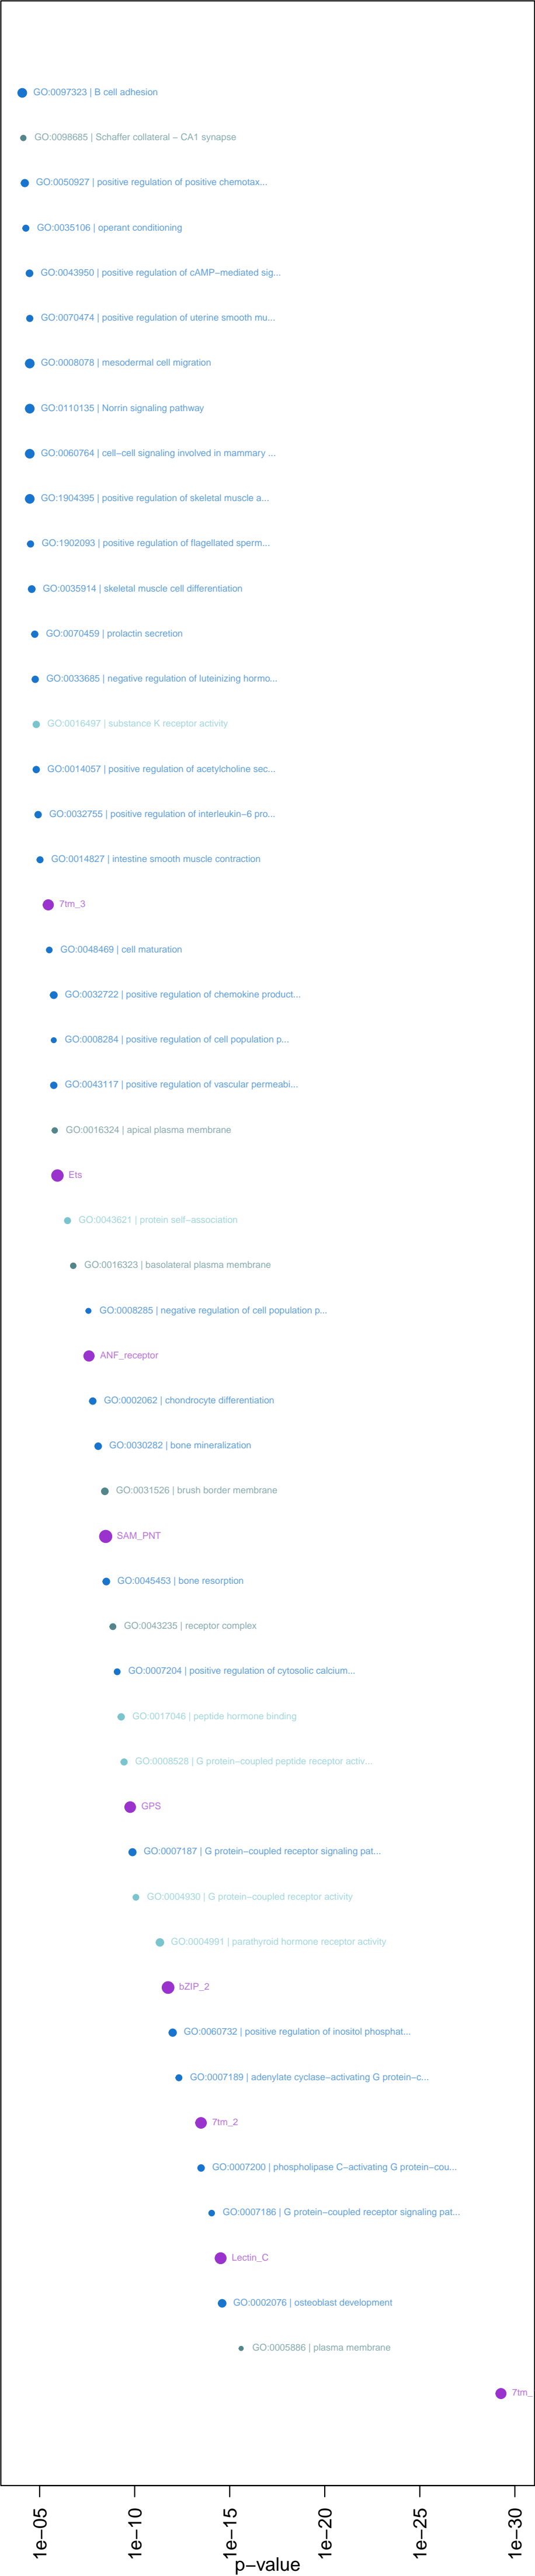 GO:0097323 | B cell adhesion
GO:0098685 | Schaffer collateral − CA1 synapse
GO:0050927 | positive regulation of positive chemotax...
GO:0035106 | operant conditioning
GO:0043950 | positive regulation of cAMP−mediated sig...
GO:0070474 | positive regulation of uterine smooth mu...
GO:0008078 | mesodermal cell migration
GO:0110135 | Norrin signaling pathway
GO:0060764 | cell−cell signaling involved in mammary ...
GO:1904395 | positive regulation of skeletal muscle a...
GO:1902093 | positive regulation of flagellated sperm...
GO:0035914 | skeletal muscle cell differentiation
GO:0070459 | prolactin secretion
GO:0033685 | negative regulation of luteinizing hormo...
GO:0016497 | substance K receptor activity
GO:0014057 | positive regulation of acetylcholine sec...
GO:0032755 | positive regulation of interleukin−6 pro...
GO:0014827 | intestine smooth muscle contraction
7tm_3
GO:0048469 | cell maturation
GO:0032722 | positive regulation of chemokine product...
GO:0008284 | positive regulation of cell population p...
GO:0043117 | positive regulation of vascular permeabi...
GO:0016324 | apical plasma membrane
Ets
GO:0043621 | protein self−association
GO:0016323 | basolateral plasma membrane
GO:0008285 | negative regulation of cell population p...
ANF_receptor
GO:0002062 | chondrocyte differentiation
GO:0030282 | bone mineralization
GO:0031526 | brush border membrane
SAM_PNT
GO:0045453 | bone resorption
GO:0043235 | receptor complex
GO:0007204 | positive regulation of cytosolic calcium...
GO:0017046 | peptide hormone binding
GO:0008528 | G protein−coupled peptide receptor activ...
GPS
GO:0007187 | G protein−coupled receptor signaling pat...
GO:0004930 | G protein−coupled receptor activity
GO:0004991 | parathyroid hormone receptor activity
bZIP_2
GO:0060732 | positive regulation of inositol phosphat...
GO:0007189 | adenylate cyclase−activating G protein−c...
7tm_2
GO:0007200 | phospholipase C−activating G protein−cou...
GO:0007186 | G protein−coupled receptor signaling pat...
Lectin_C
GO:0002076 | osteoblast development
GO:0005886 | plasma membrane
7tm_
1e−05
1e−10
1e−15
1e−20
1e−25
1e−30
p−value